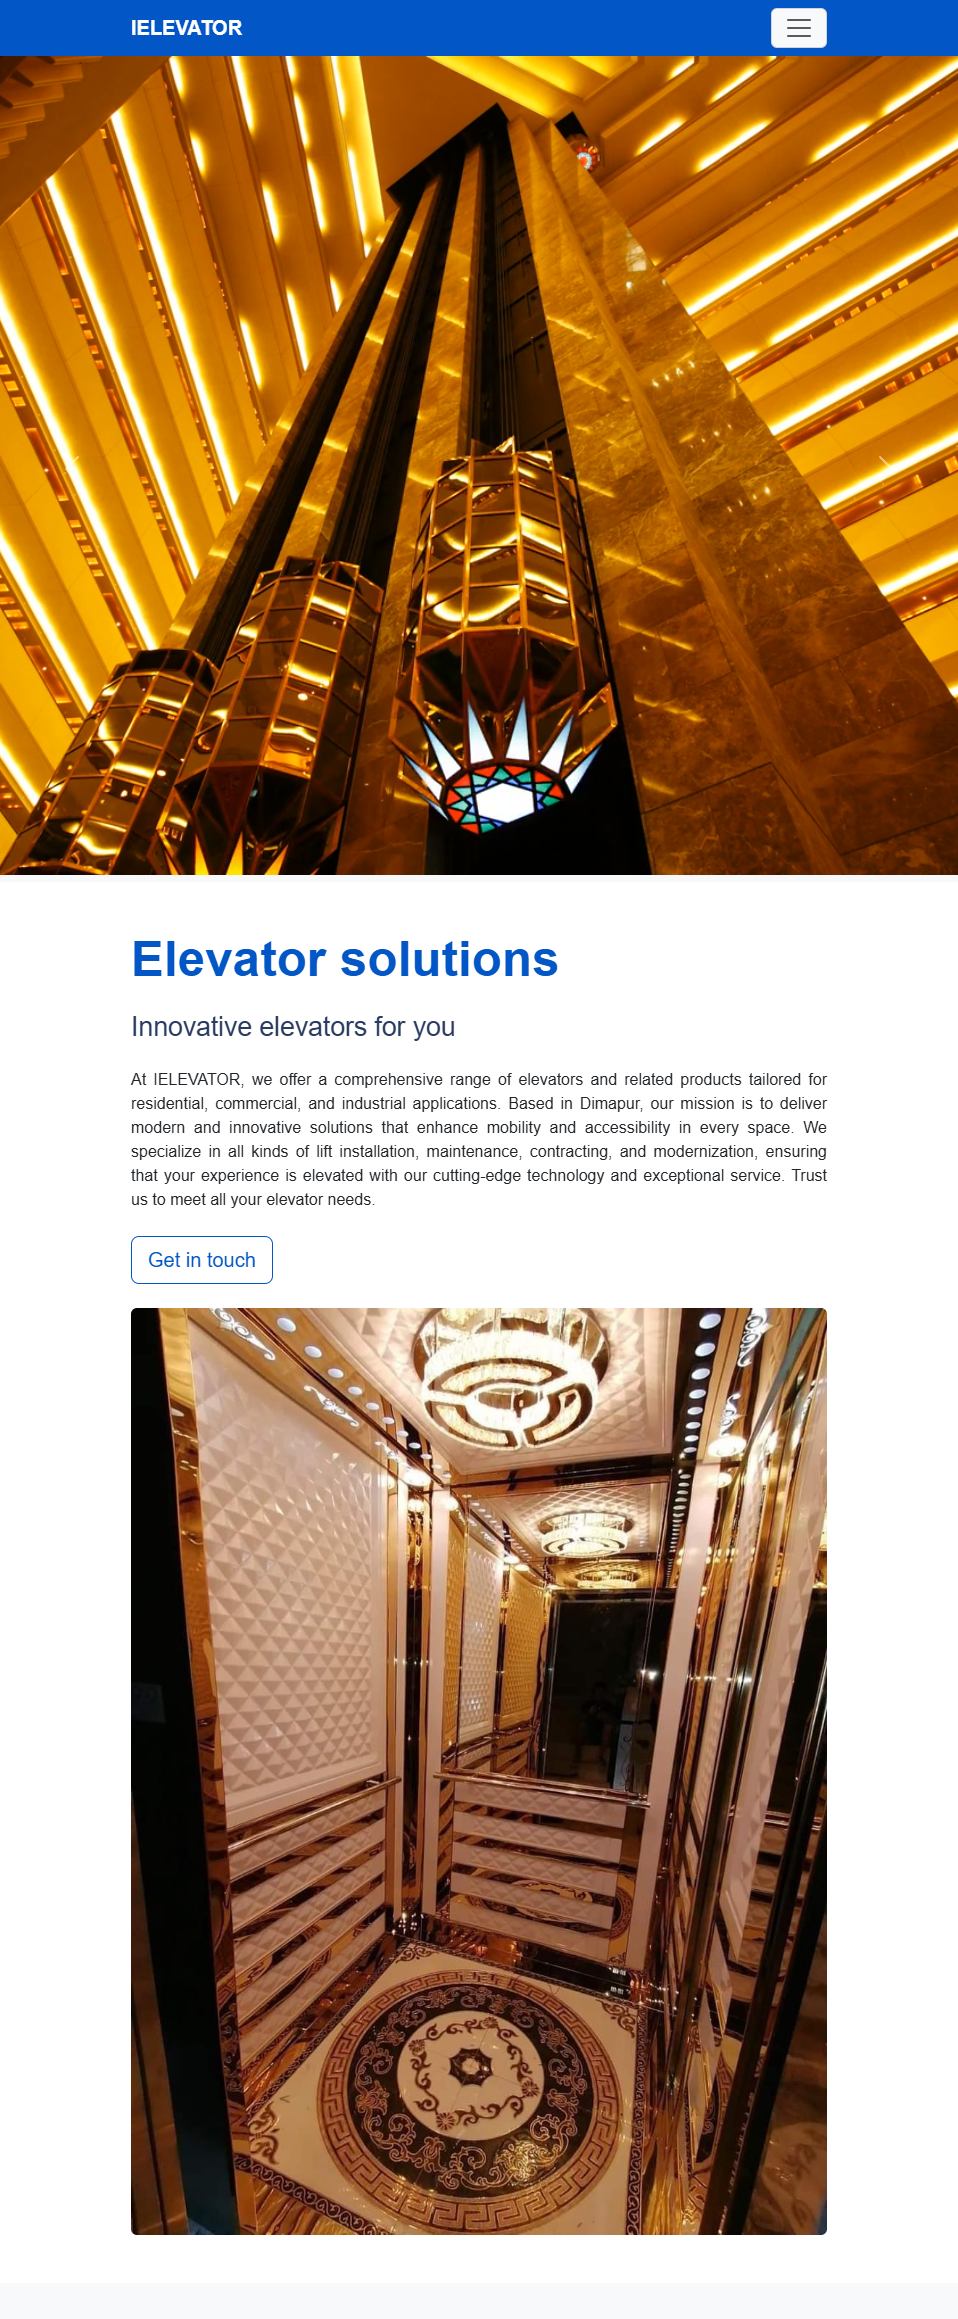 IELEVATOR
Elevator solutions
Innovative elevators for you
At IELEVATOR, we offer a comprehensive range of elevators and related products tailored for
residential, commercial, and industrial applications. Based in Dimapur, our mission is to deliver
modern and innovative solutions that enhance mobility and accessibility in every space. We
specialize in all kinds of lift installation, maintenance, contracting, and modernization, ensuring
that your experience is elevated with our cutting-edge technology and exceptional service. Trust
us to meet all your elevator needs.
Get in touch